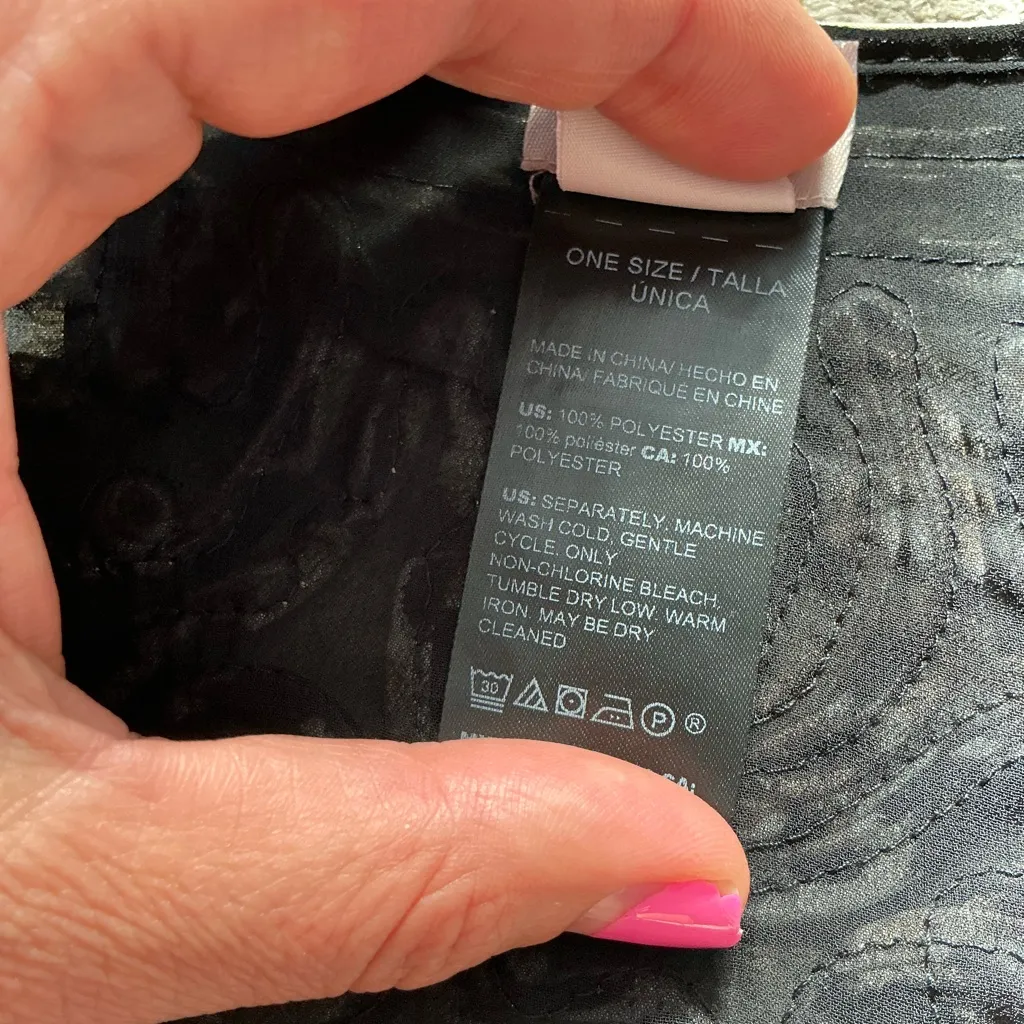 ONE SIZE / TALLA
ÚNICA
MADE IN CHINA/ HECHO EN
CHINA/ FABRIQUÉ EN CHINE
US: 100% POLYESTER MX:
100% poliéster CA: 100%
POLYESTER
US: SEPARATELY. MACHINE
WASH COLD, GENTLE
CYCLE. ONLY
NON-CHLORINE BLEACH.
TUMBLE DRY LOW. WARM
IRON. MAY BE DRY
CLEANED
30 P ®
CA: